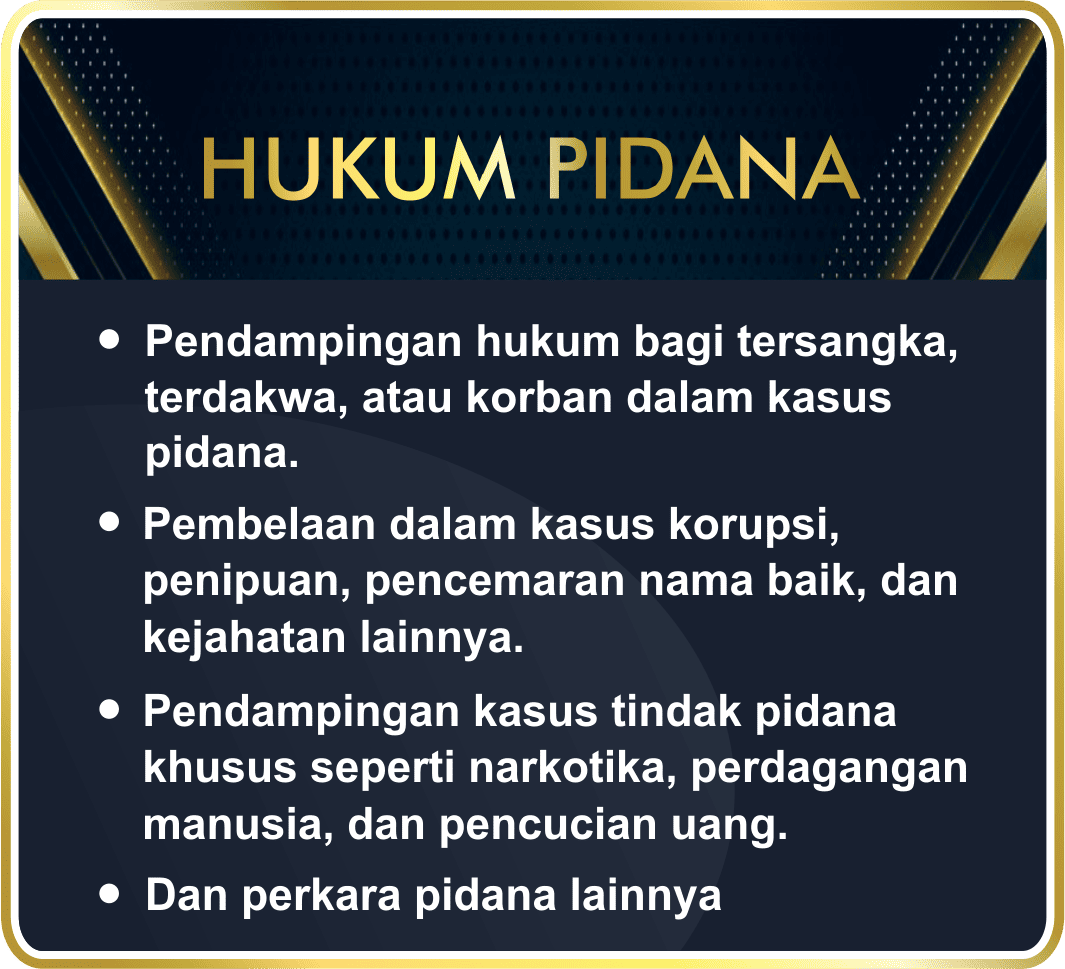 HUKUM PIDANA
• Pendampingan hukum bagi tersangka,
terdakwa, atau korban dalam kasus
pidana.
• Pembelaan dalam kasus korupsi,
penipuan, pencemaran nama baik, dan
kejahatan lainnya.
• Pendampingan kasus tindak pidana
khusus seperti narkotika, perdagangan
manusia, dan pencucian uang.
• Dan perkara pidana lainnya